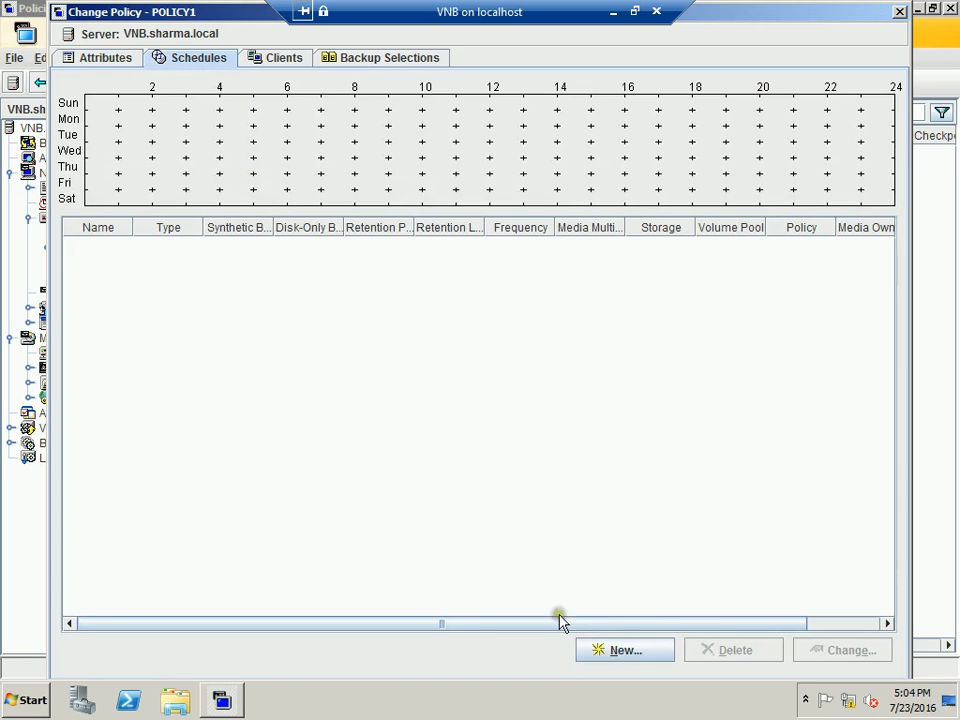 Polici
Change Policy - POLICY1
VNB on localhost
Server: VNB.sharma.local
File Ed
Attributes Schedules Clients Backup Selections
2 4 6 8 10 12 14 16 18 20 22 24
VNB.sh
Sun
Mon
Tue
Wed
Thu
Fri
Sat
VNB.
B
A
N
M
A
V
B
L
Checkp
Name Type Synthetic B... Disk-Only B... Retention P... Retention L... Frequency Media Multi... Storage Volume Pool Policy Media Own
New... Delete Change...
Start
5:04 PM
7/23/2016